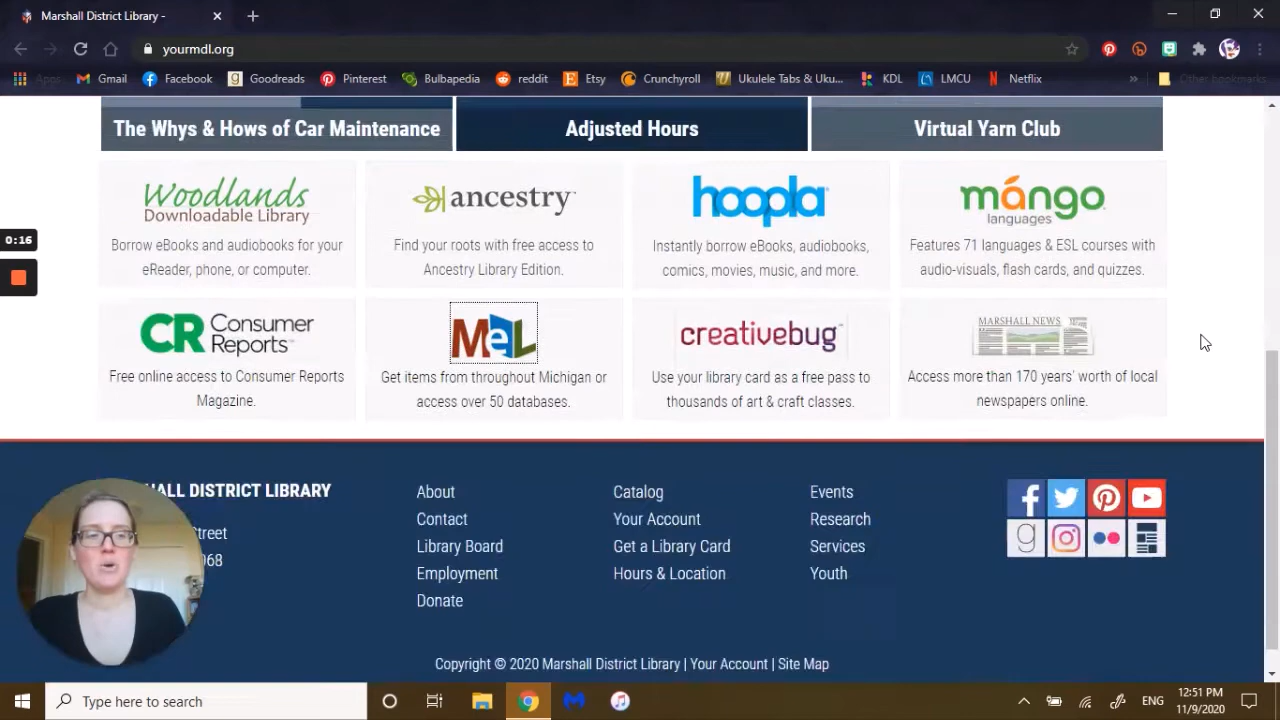 Marshall District Library -
yourmdl.org
Apps Gmail Facebook Goodreads Pinterest Bulbapedia reddit Etsy Crunchyroll Ukulele Tabs & Uku... KDL LMCU Netflix » Other bookmarks
The Whys & Hows of Car Maintenance
Adjusted Hours
Virtual Yarn Club
Woodlands
Downloadable Library
Borrow eBooks and audiobooks for your
eReader, phone, or computer.
ancestry
Find your roots with free access to
Ancestry Library Edition.
hoopla
Instantly borrow eBooks, audiobooks,
comics, movies, music, and more.
mango
languages
Features 71 languages & ESL courses with
audio-visuals, flash cards, and quizzes.
0:16
CR Consumer
Reports
Free online access to Consumer Reports
Magazine.
MeL
Get items from throughout Michigan or
access over 50 databases.
creativebug
Use your library card as a free pass to
thousands of art & craft classes.
MARSHALL NEWS
Access more than 170 years' worth of local
newspapers online.
HALL DISTRICT LIBRARY
Street
068
About
Contact
Library Board
Employment
Donate
Catalog
Your Account
Get a Library Card
Hours & Location
Events
Research
Services
Youth
Copyright © 2020 Marshall District Library | Your Account | Site Map
Type here to search
ENG
12:51 PM
11/9/2020